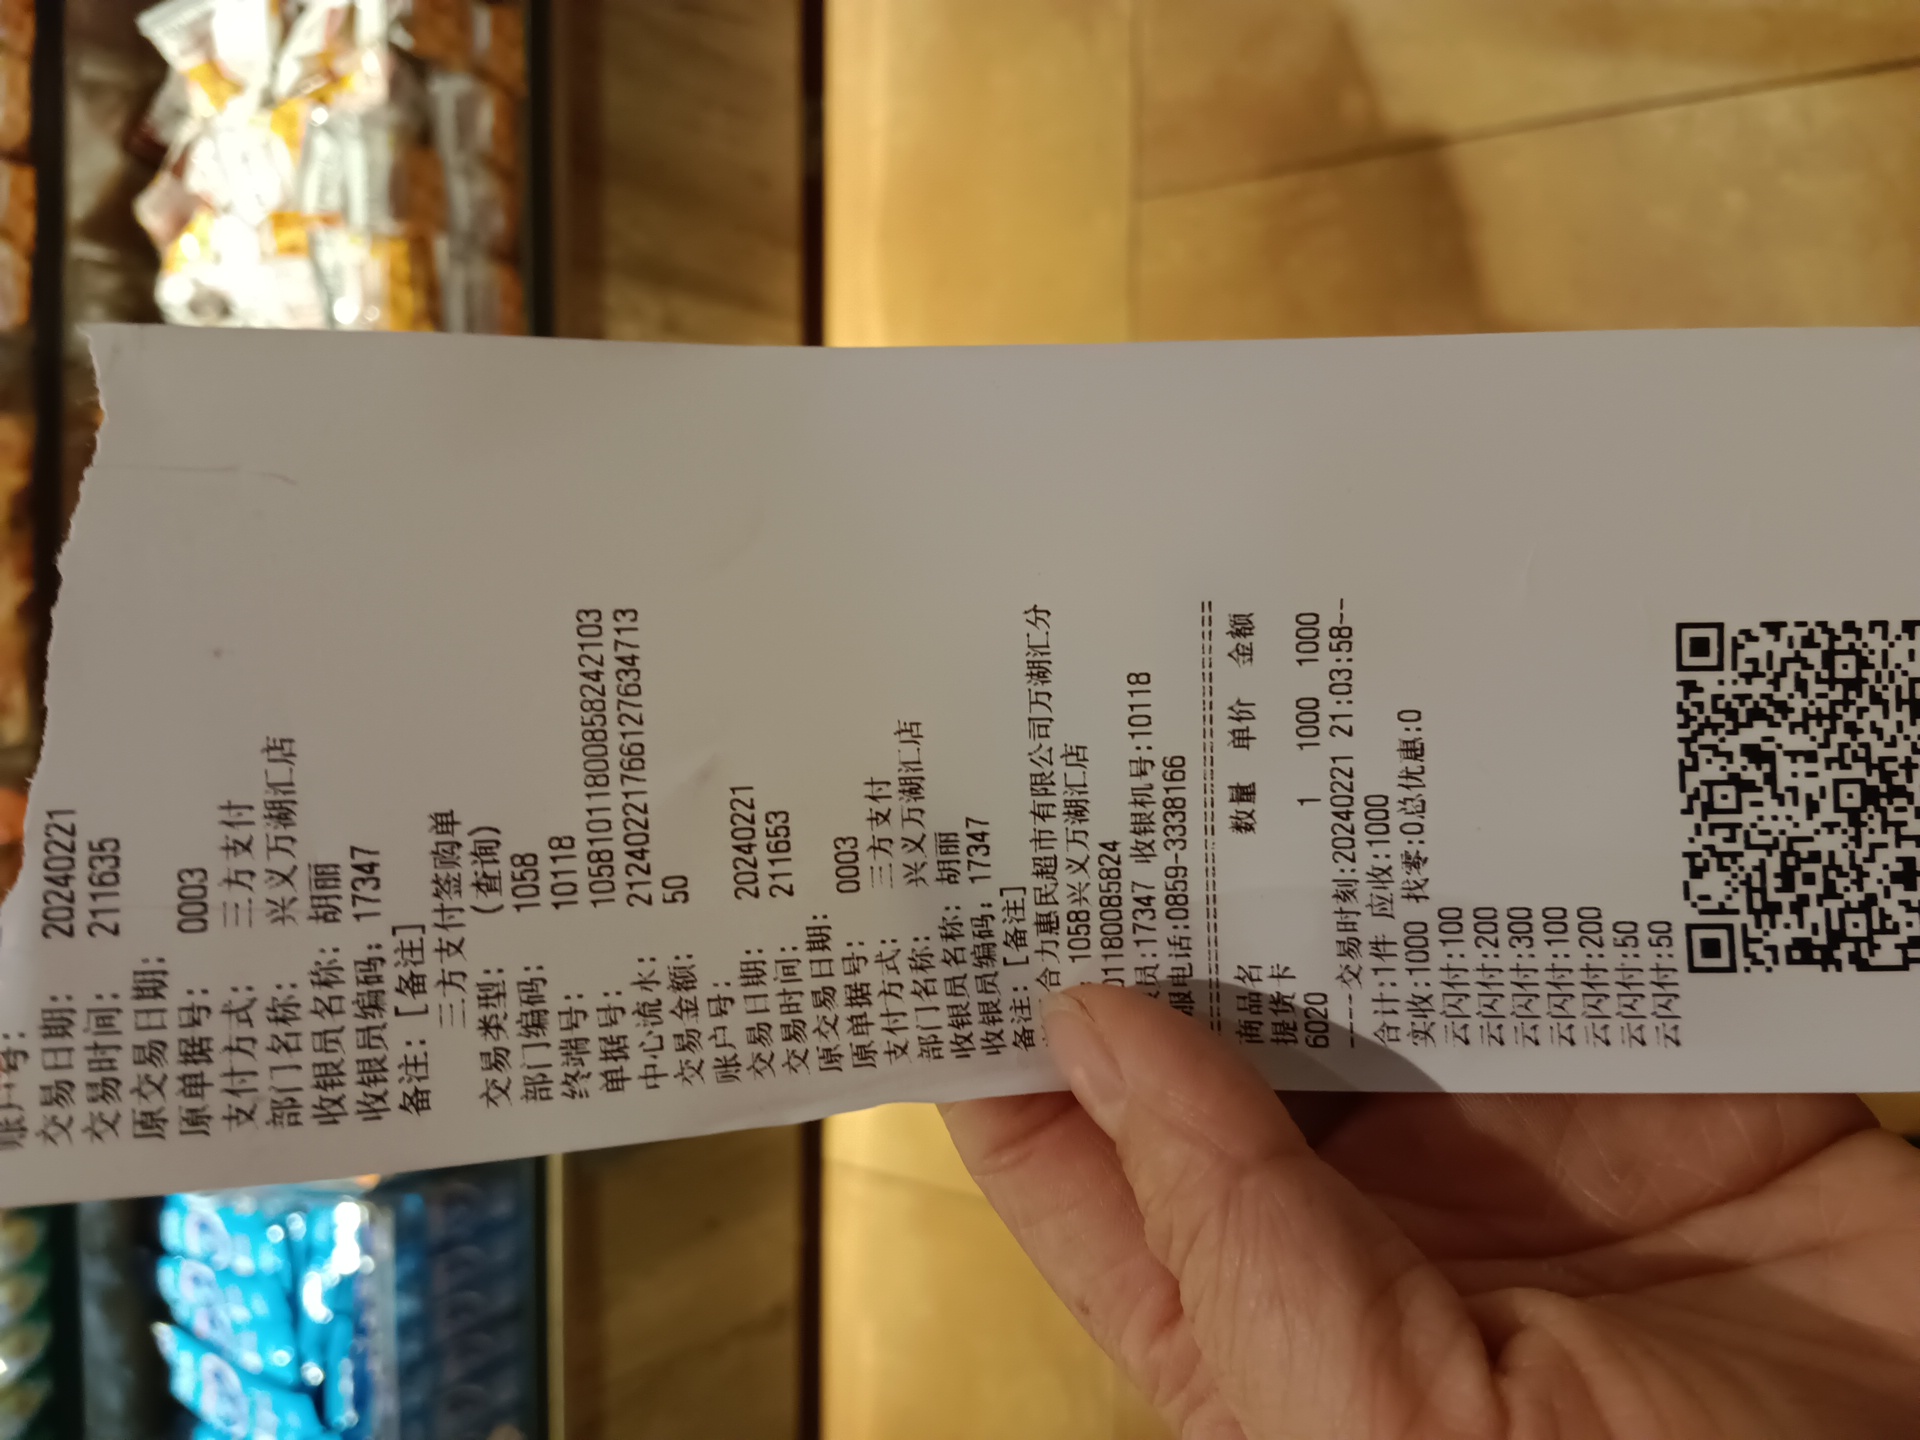 账户号:
交易日期: 20240221
交易时间: 211635
原交易日期:
原单据号: 0003
支付方式: 三方支付
部门名称: 兴义万湖汇店
收银员名称: 胡丽
收银员编码: 17347
备注: [备注]
三方支付签购单
交易类型: (查询)
部门编码: 1058
终端号: 10118
单据号: 1058101180085824​2103
中心流水: 2124022176612763471​3
交易金额: 50
账户号:
交易日期: 20240221
交易时间: 211653
原交易日期:
原单据号: 0003
支付方式: 三方支付
部门名称: 兴义万湖汇店
收银员名称: 胡丽
收银员编码: 17347
备注: [备注]
合力惠民超市有限公司万湖汇分
: 1058兴义万湖汇店
01180085824
员:17347 收银机号:10118
服电话:0859-3338166
商品名 数量 单价 金额
提货卡
6020 1 1000 1000
----交易时刻:20240221 21:03:58--
合计:1件 应收:1000
实收:1000 找零:0总优惠:0
云闪付:100
云闪付:200
云闪付:300
云闪付:100
云闪付:200
云闪付:50
云闪付:50